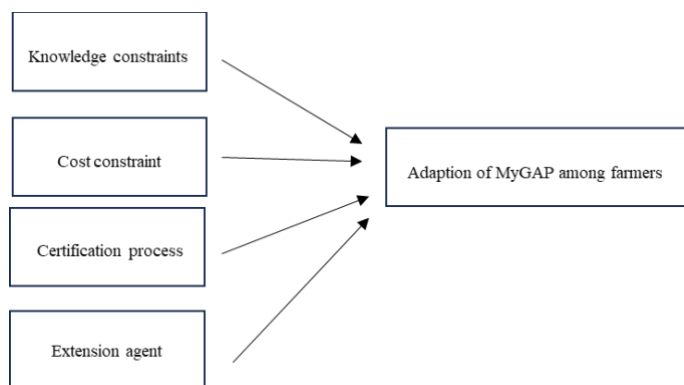 Knowledge constraints
Cost constraint
Adaption of MyGAP among farmers
Certification process
Extension agent